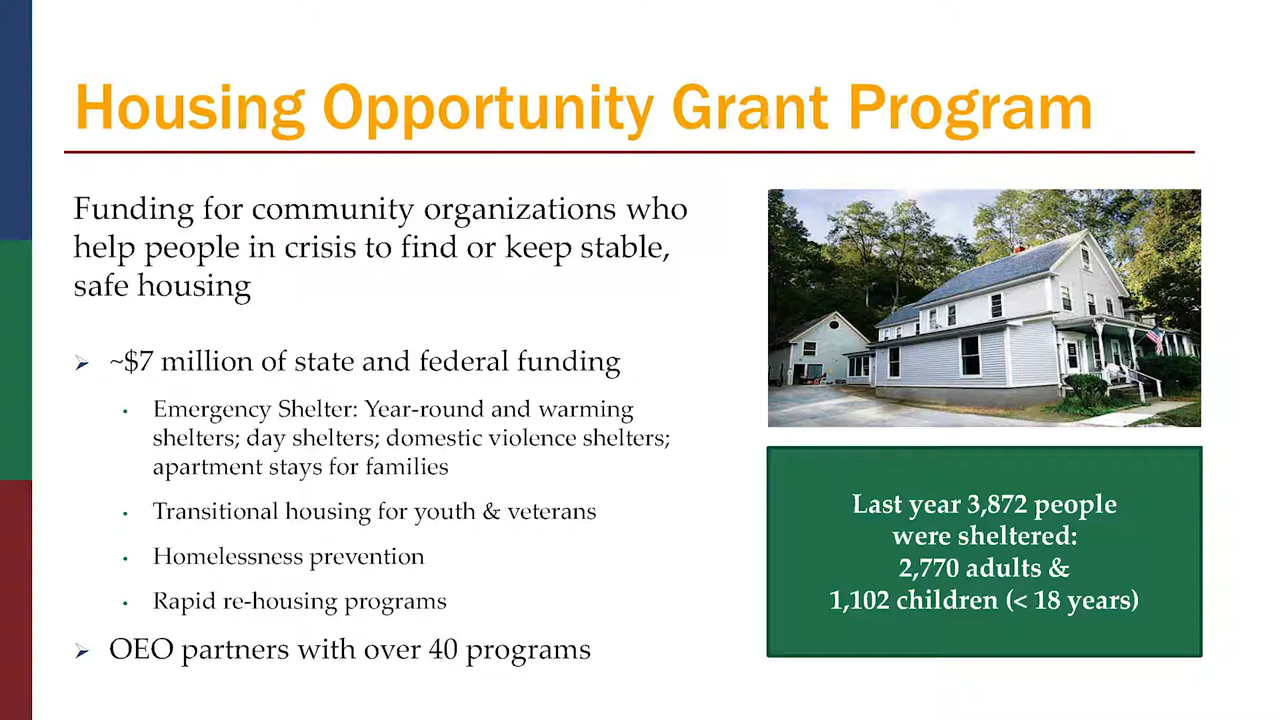 Housing Opportunity Grant Program
Funding for community organizations who
help people in crisis to find or keep stable,
safe housing
~$7 million of state and federal funding
Emergency Shelter: Year-round and warming
shelters; day shelters; domestic violence shelters;
apartment stays for families
Transitional housing for youth & veterans
Homelessness prevention
Rapid re-housing programs
OEO partners with over 40 programs
Last year 3,872 people
were sheltered:
2,770 adults &
1,102 children (< 18 years)